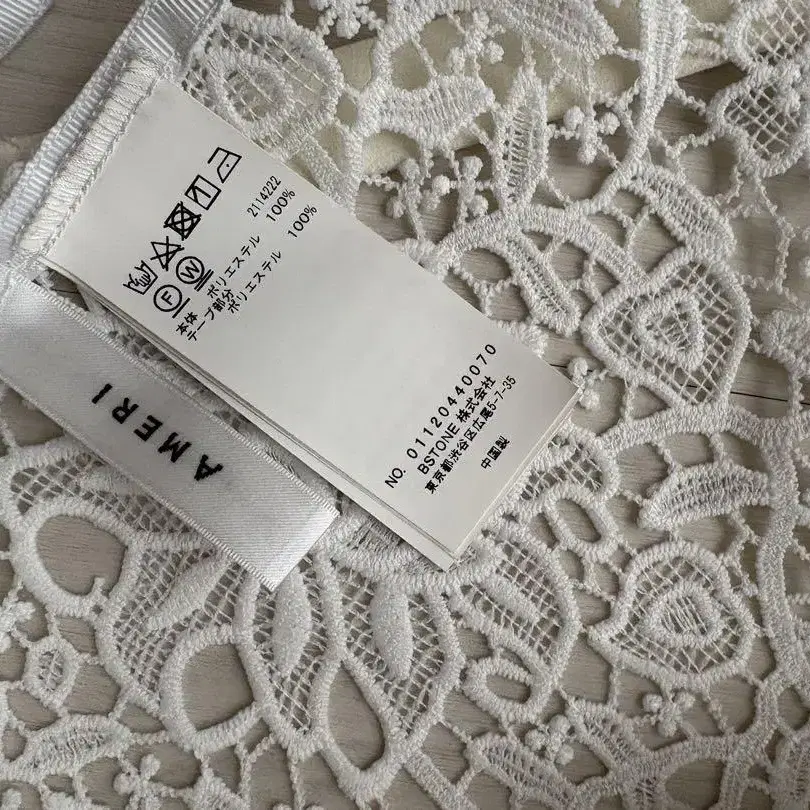 2114222
本体 ポリエステル 100%
テープ部分
ポリエステル 100%
F W
NO. 011204400​70
BSTONE 株式会社
東京都渋谷区広尾5-7-35
中国製
AMERI